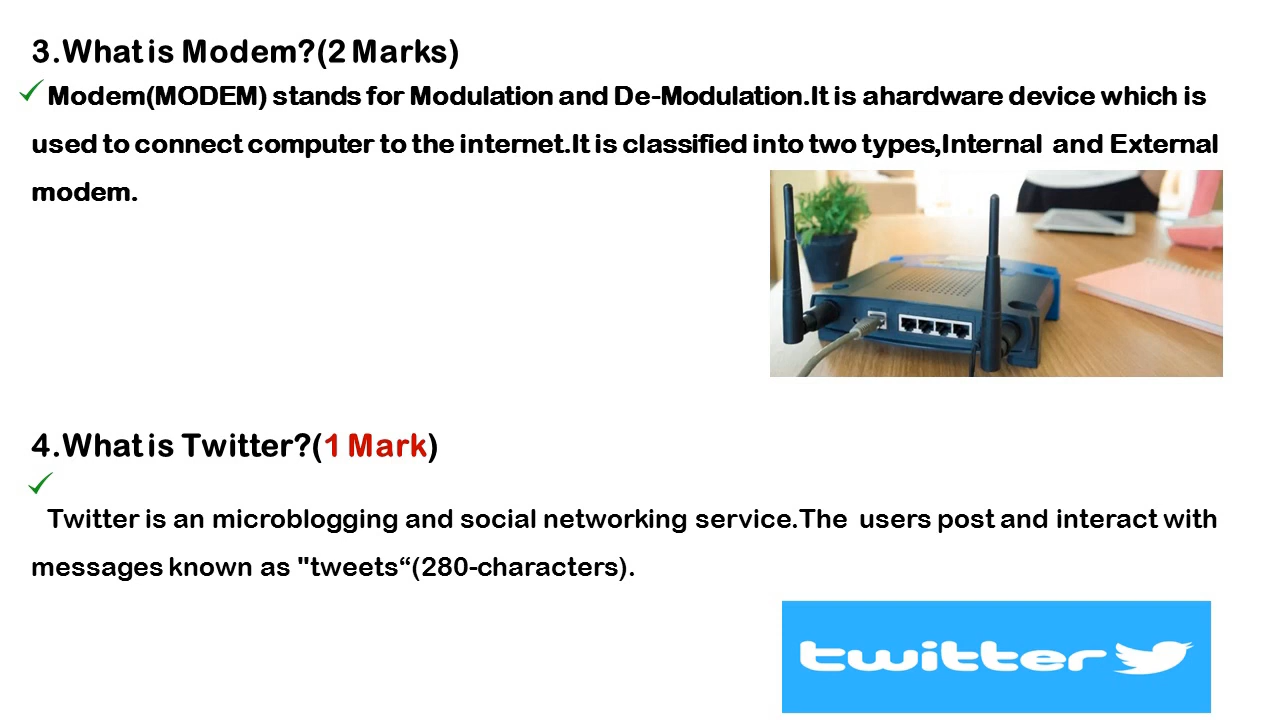 3.What is Modem?(2 Marks)
Modem(MODEM) stands for Modulation and De-Modulation.It is ahardware device which is
used to connect computer to the internet.It is classified into two types,Internal and External
modem.
4.What is Twitter?(1 Mark)
Twitter is an microblogging and social networking service.The users post and interact with
messages known as "tweets“(280-characters).
twitter